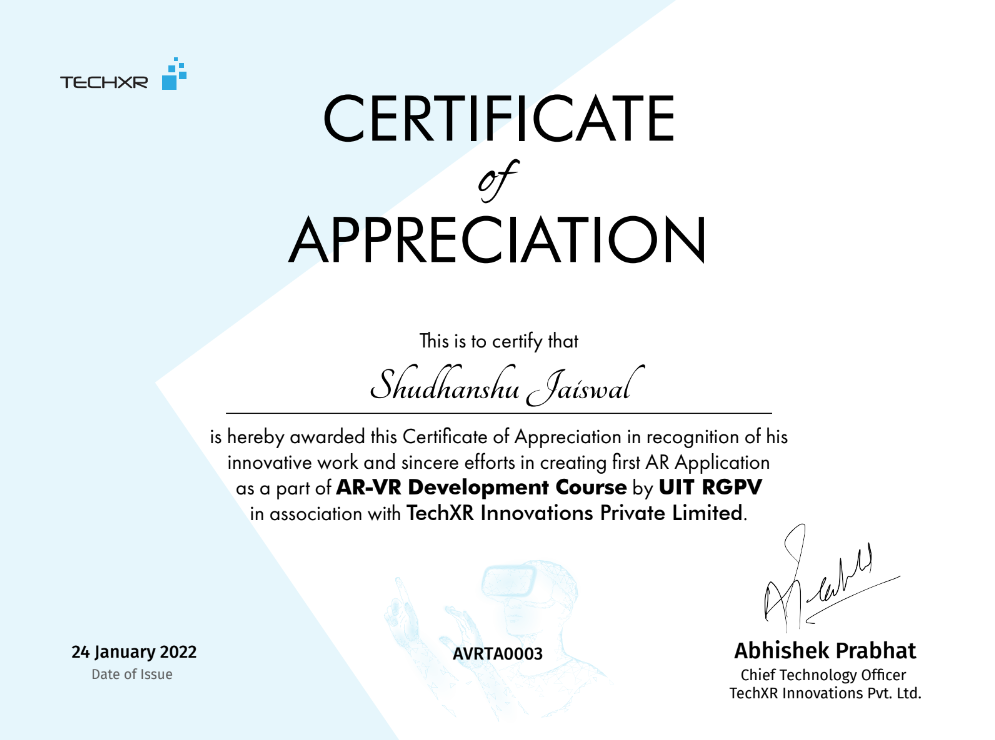 TECHXR
CERTIFICATE
of
APPRECIATION
This is to certify that
Shudhanshu Jaiswal
is hereby awarded this Certificate of Appreciation in recognition of his
innovative work and sincere efforts in creating first AR Application
as a part of AR-VR Development Course by UIT RGPV
in association with TechXR Innovations Private Limited.
24 January 2022
Date of Issue
AVRTA0003
Abhishek Prabhat
Chief Technology Officer
TechXR Innovations Pvt. Ltd.